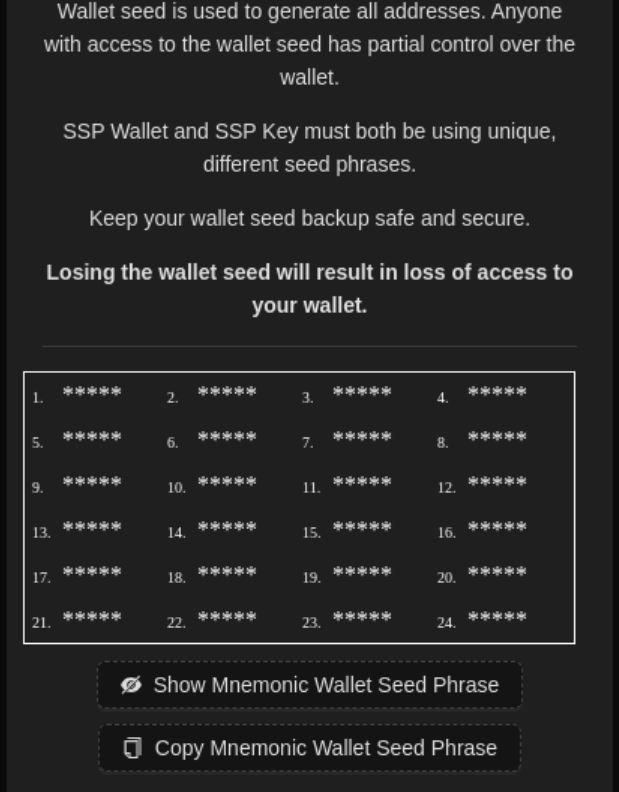 Wallet seed is used to generate all addresses. Anyone
with access to the wallet seed has partial control over the
wallet.
SSP Wallet and SSP Key must both be using unique,
different seed phrases.
Keep your wallet seed backup safe and secure.
Losing the wallet seed will result in loss of access to
your wallet.
1. ***** 2. ***** 3. ***** 4. *****
5. ***** 6. ***** 7. ***** 8. *****
9. ***** 10. ***** 11. ***** 12. *****
13. ***** 14. ***** 15. ***** 16. *****
17. ***** 18. ***** 19. ***** 20. *****
21. ***** 22. ***** 23. ***** 24. *****
Show Mnemonic Wallet Seed Phrase
Copy Mnemonic Wallet Seed Phrase